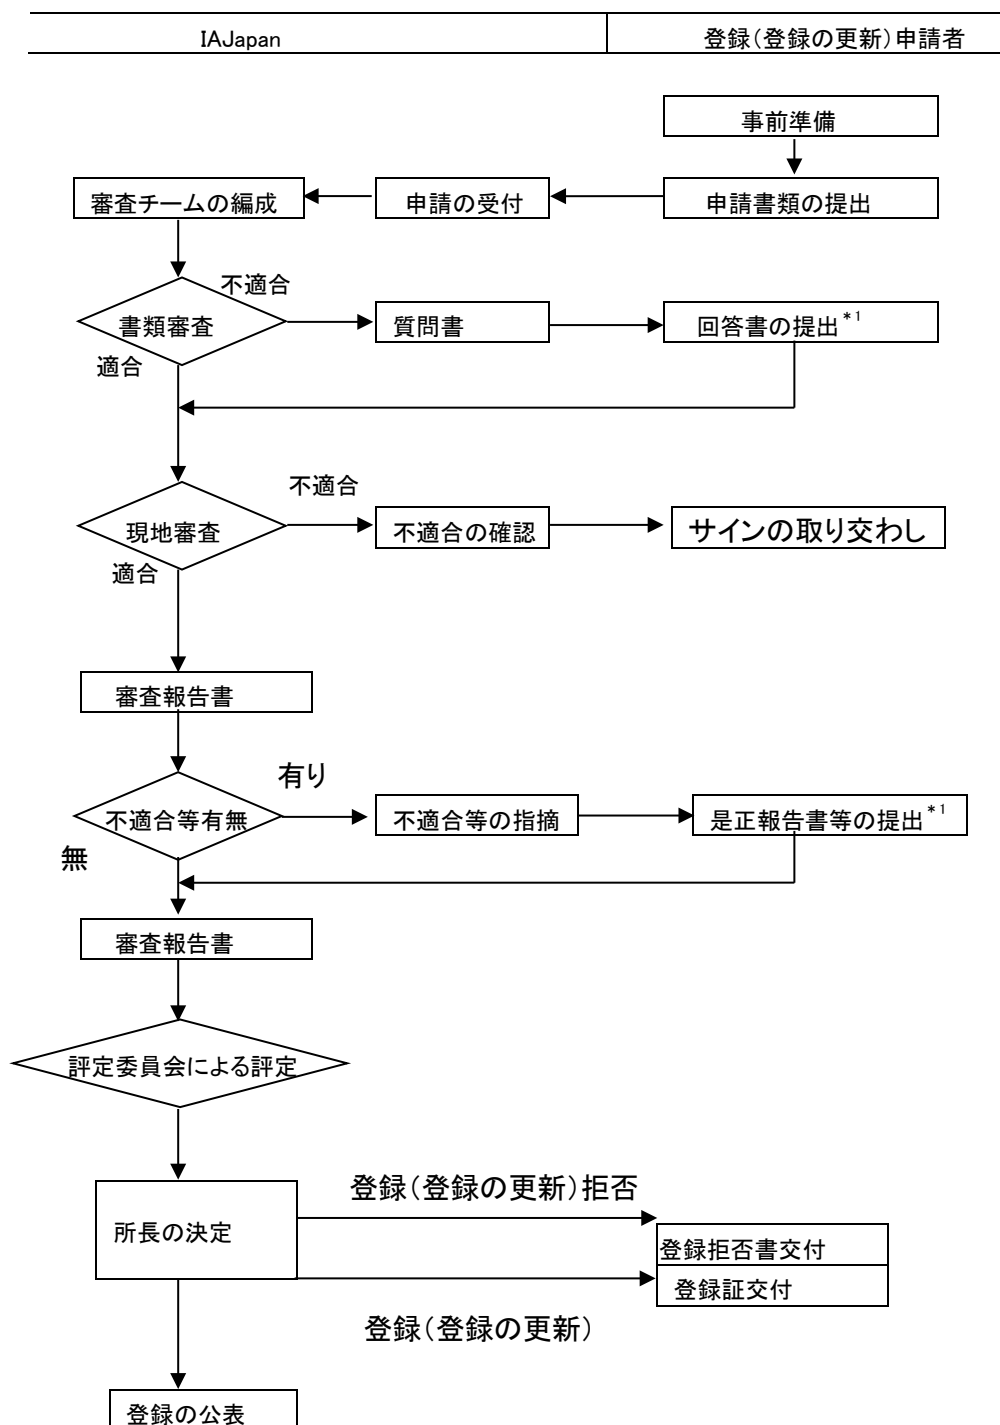 IAJapan
登録(登録の更新)申請者
事前準備
審査チームの編成
申請の受付
申請書類の提出
不適合
書類審査
質問書
回答書の提出*1
適合
不適合
現地審査
不適合の確認
サインの取り交わし
適合
審査報告書
有り
不適合等有無
不適合等の指摘
是正報告書等の提出*1
無
審査報告書
評定委員会による評定
登録(登録の更新)拒否
所長の決定
登録拒否書交付
登録証交付
登録(登録の更新)
登録の公表